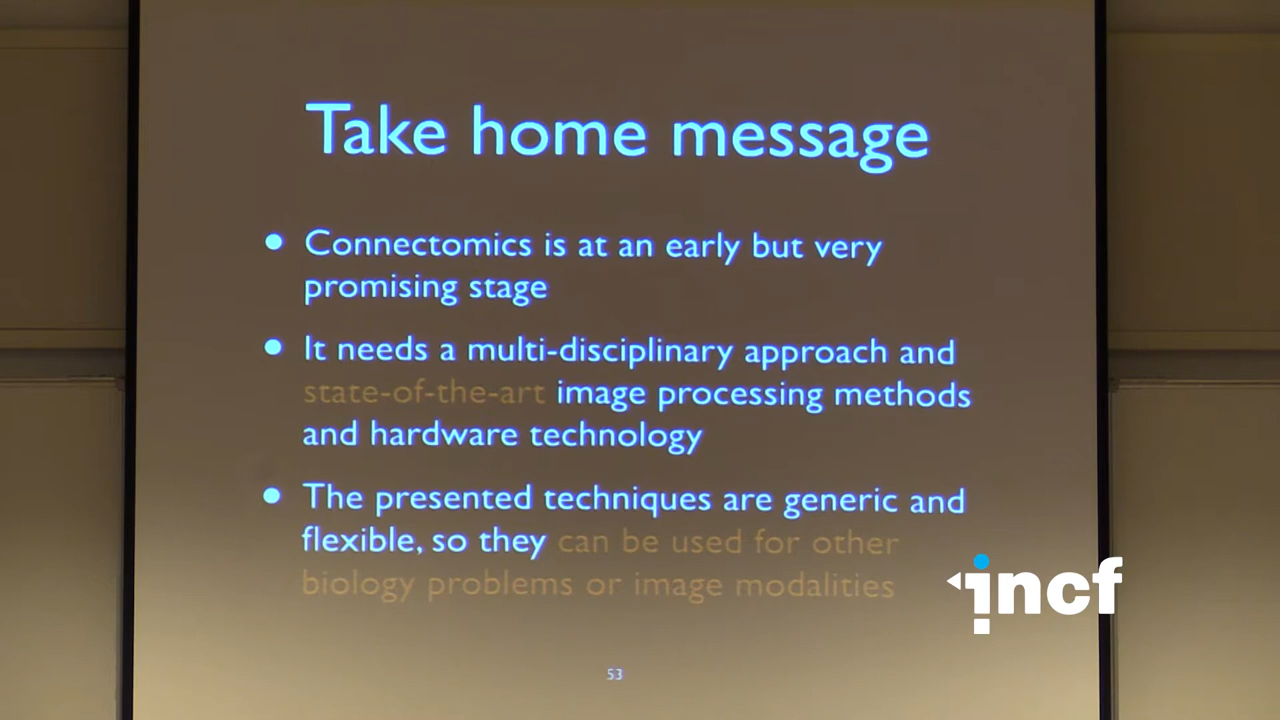 Take home message
• Connectomics is at an early but very
promising stage
• It needs a multi-disciplinary approach and
state-of-the-art image processing methods
and hardware technology
• The presented techniques are generic and
flexible, so they can be used for other
biology problems or image modalities
incf
53